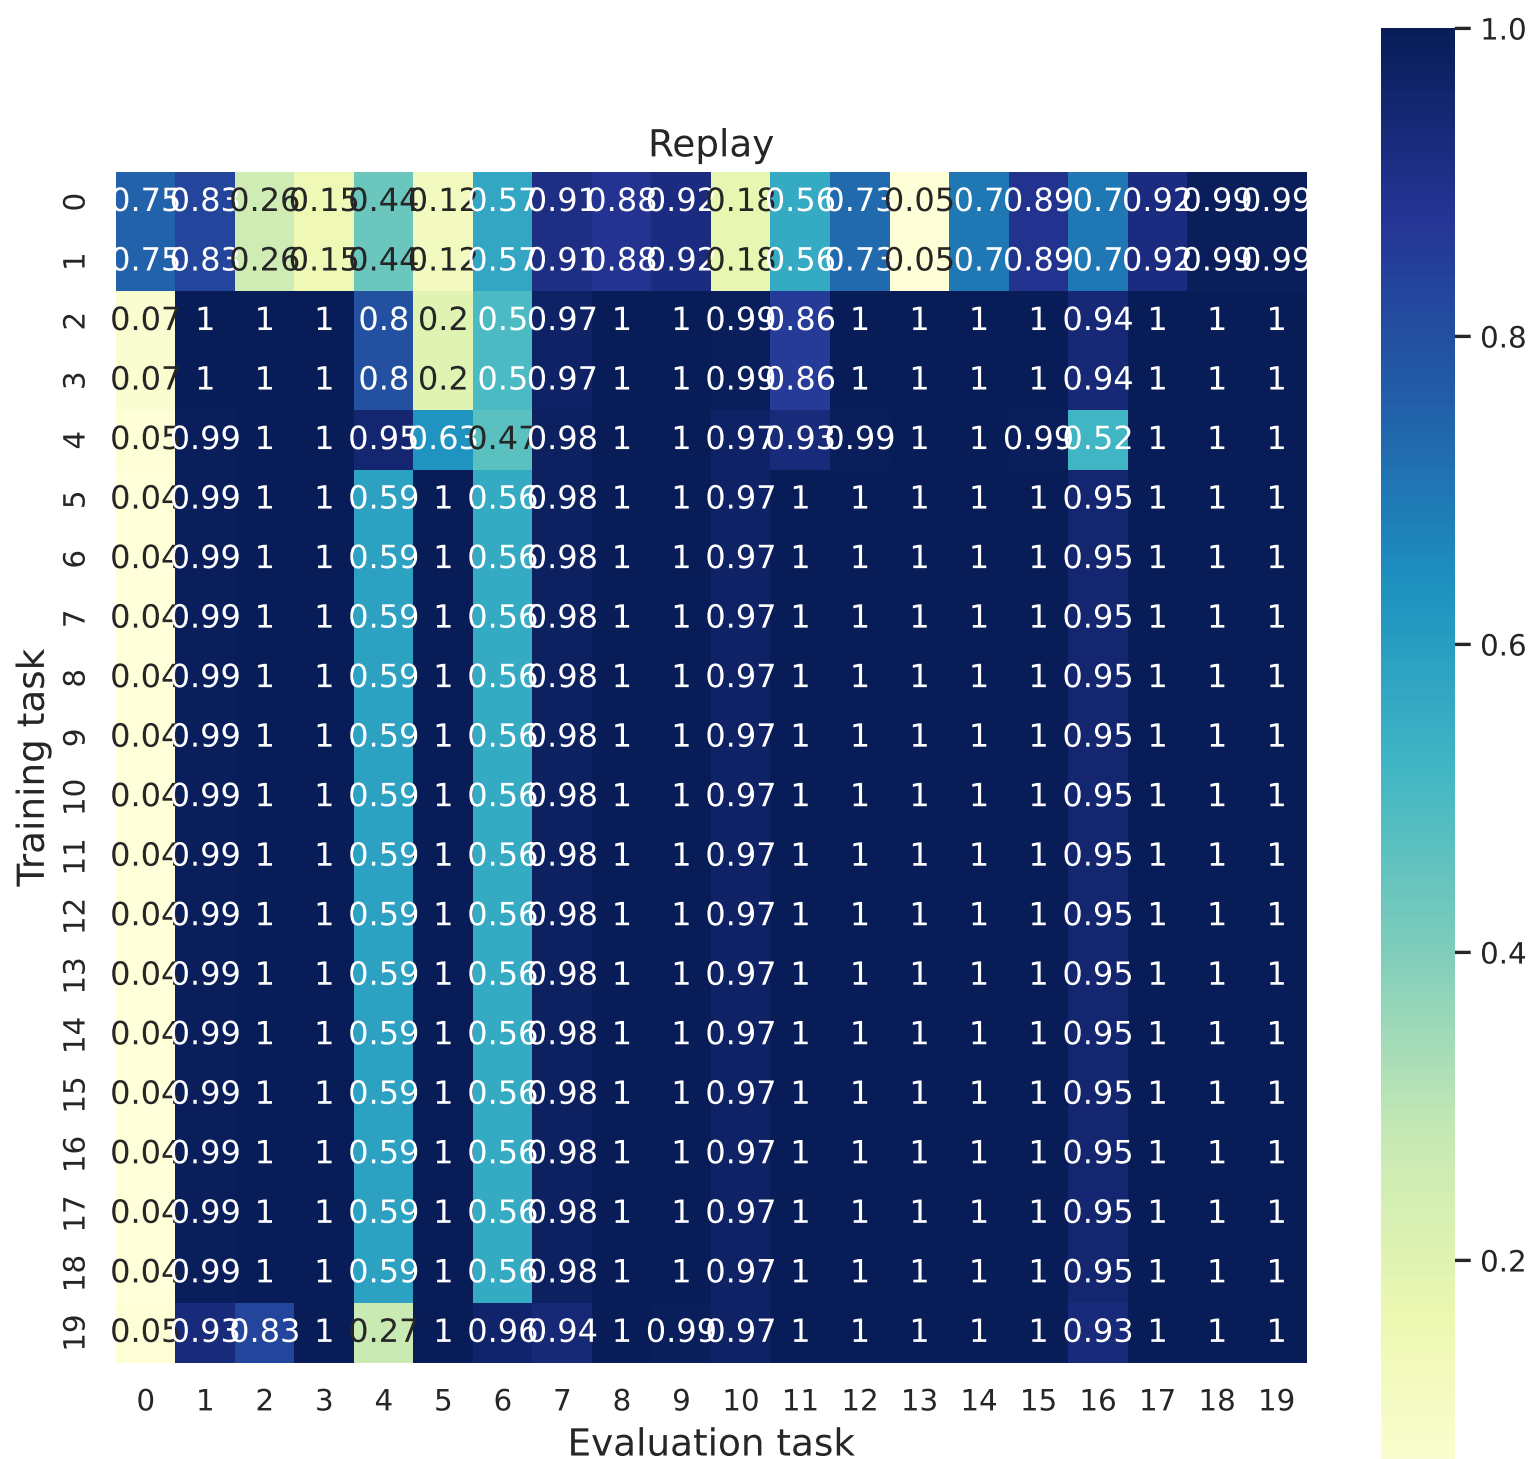 Replay
0 0.75 0.83 0.26 0.15 0.44 0.12 0.57 0.91 0.88 0.92 0.18 0.56 0.73 0.05 0.7 0.89 0.7 0.92 0.99 0.99
1 0.75 0.83 0.26 0.15 0.44 0.12 0.57 0.91 0.88 0.92 0.18 0.56 0.73 0.05 0.7 0.89 0.7 0.92 0.99 0.99
2 0.07 1 1 1 0.8 0.2 0.5 0.97 1 1 0.99 0.86 1 1 1 1 0.94 1 1 1
3 0.07 1 1 1 0.8 0.2 0.5 0.97 1 1 0.99 0.86 1 1 1 1 0.94 1 1 1
4 0.05 0.99 1 1 0.95 0.63 0.47 0.98 1 1 0.97 0.93 0.99 1 1 0.99 0.52 1 1 1
5 0.04 0.99 1 1 0.59 1 0.56 0.98 1 1 0.97 1 1 1 1 1 0.95 1 1 1
6 0.04 0.99 1 1 0.59 1 0.56 0.98 1 1 0.97 1 1 1 1 1 0.95 1 1 1
7 0.04 0.99 1 1 0.59 1 0.56 0.98 1 1 0.97 1 1 1 1 1 0.95 1 1 1
8 0.04 0.99 1 1 0.59 1 0.56 0.98 1 1 0.97 1 1 1 1 1 0.95 1 1 1
9 0.04 0.99 1 1 0.59 1 0.56 0.98 1 1 0.97 1 1 1 1 1 0.95 1 1 1
10 0.04 0.99 1 1 0.59 1 0.56 0.98 1 1 0.97 1 1 1 1 1 0.95 1 1 1
11 0.04 0.99 1 1 0.59 1 0.56 0.98 1 1 0.97 1 1 1 1 1 0.95 1 1 1
12 0.04 0.99 1 1 0.59 1 0.56 0.98 1 1 0.97 1 1 1 1 1 0.95 1 1 1
13 0.04 0.99 1 1 0.59 1 0.56 0.98 1 1 0.97 1 1 1 1 1 0.95 1 1 1
14 0.04 0.99 1 1 0.59 1 0.56 0.98 1 1 0.97 1 1 1 1 1 0.95 1 1 1
15 0.04 0.99 1 1 0.59 1 0.56 0.98 1 1 0.97 1 1 1 1 1 0.95 1 1 1
16 0.04 0.99 1 1 0.59 1 0.56 0.98 1 1 0.97 1 1 1 1 1 0.95 1 1 1
17 0.04 0.99 1 1 0.59 1 0.56 0.98 1 1 0.97 1 1 1 1 1 0.95 1 1 1
18 0.04 0.99 1 1 0.59 1 0.56 0.98 1 1 0.97 1 1 1 1 1 0.95 1 1 1
19 0.05 0.93 0.83 1 0.27 1 0.96 0.94 1 0.99 0.97 1 1 1 1 1 0.93 1 1 1
0 1 2 3 4 5 6 7 8 9 10 11 12 13 14 15 16 17 18 19
Evaluation task
Training task
1.0
0.8
0.6
0.4
0.2